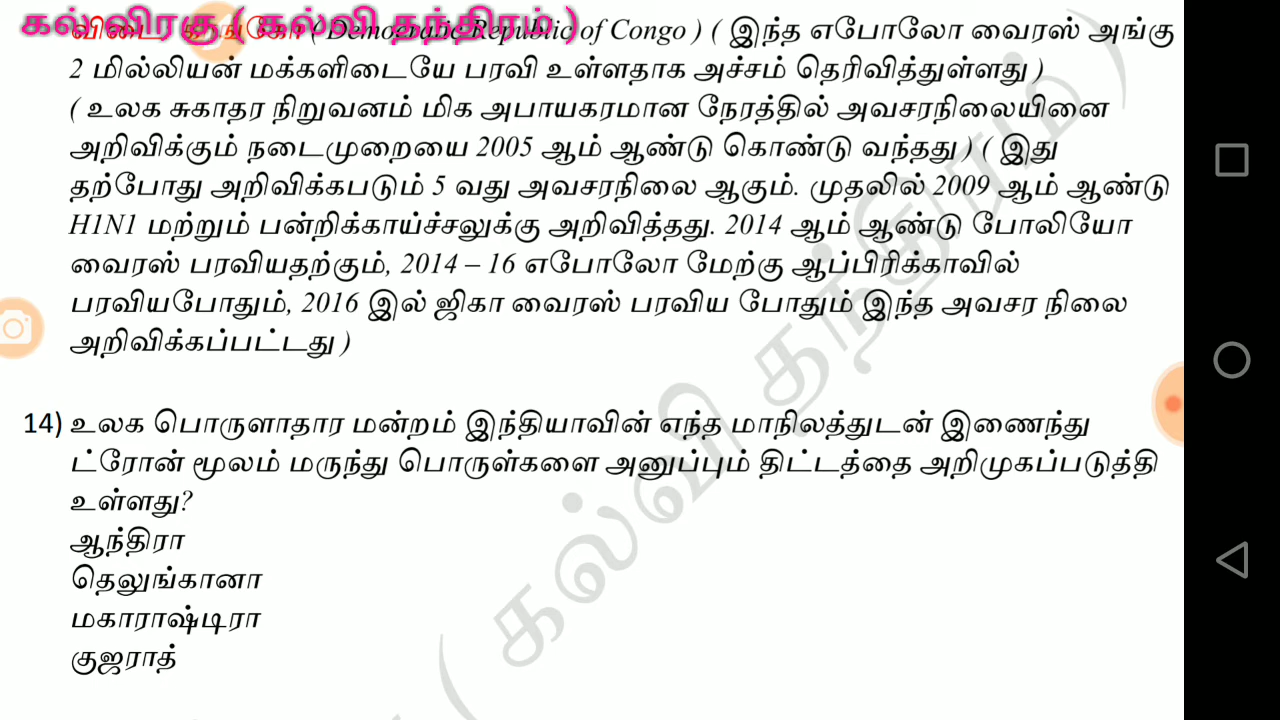 கல்விரகு ( கல்வி தந்திரம் )
விடை : காங்கோ ( Democratic Republic of Congo ) ( இந்த எபோலோ வைரஸ் அங்கு
2 மில்லியன் மக்களிடையே பரவி உள்ளதாக அச்சம் தெரிவித்துள்ளது )
( உலக சுகாதர நிறுவனம் மிக அபாயகரமான நேரத்தில் அவசரநிலையினை
அறிவிக்கும் நடைமுறையை 2005 ஆம் ஆண்டு கொண்டு வந்தது ) ( இது
தற்போது அறிவிக்கபடும் 5 வது அவசரநிலை ஆகும். முதலில் 2009 ஆம் ஆண்டு
H1N1 மற்றும் பன்றிக்காய்ச்சலுக்கு அறிவித்தது. 2014 ஆம் ஆண்டு போலியோ
வைரஸ் பரவியதற்கும், 2014 – 16 எபோலோ மேற்கு ஆப்பிரிக்காவில்
பரவியபோதும், 2016 இல் ஜிகா வைரஸ் பரவிய போதும் இந்த அவசர நிலை
அறிவிக்கப்பட்டது )
14) உலக பொருளாதார மன்றம் இந்தியாவின் எந்த மாநிலத்துடன் இணைந்து
ட்ரோன் மூலம் மருந்து பொருள்களை அனுப்பும் திட்டத்தை அறிமுகப்படுத்தி
உள்ளது?
ஆந்திரா
தெலுங்கானா
மகாராஷ்டிரா
குஜராத்
( கல்வி தந்திரம் )